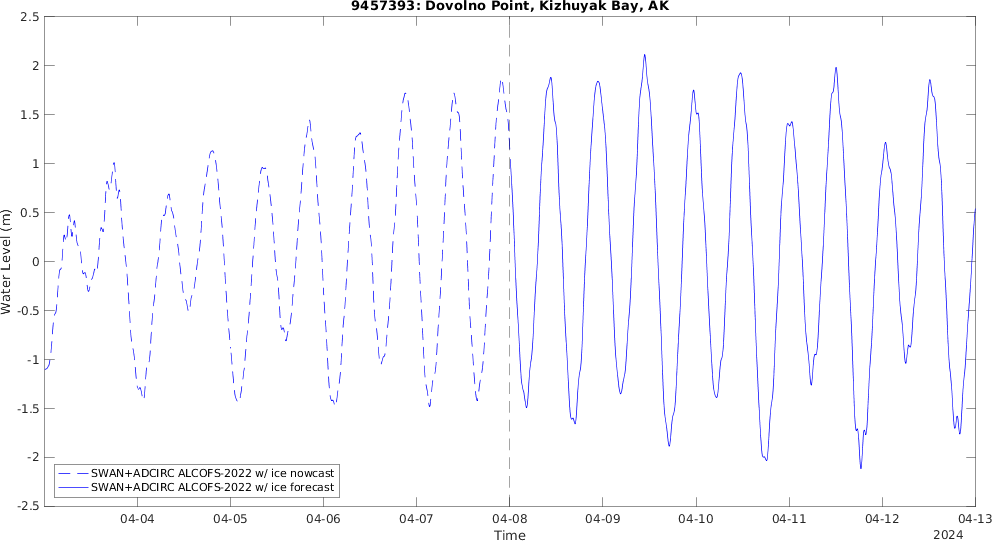 9457393: Dovolno Point, Kizhuyak Bay, AK
2.5
2
1.5
1
0.5
0
-0.5
-1
-1.5
-2
-2.5
Water Level (m)
SWAN+ADCIRC ALCOFS-2022 w/ ice nowcast
SWAN+ADCIRC ALCOFS-2022 w/ ice forecast
04-04 04-05 04-06 04-07 04-08 04-09 04-10 04-11 04-12 04-13
Time
2024